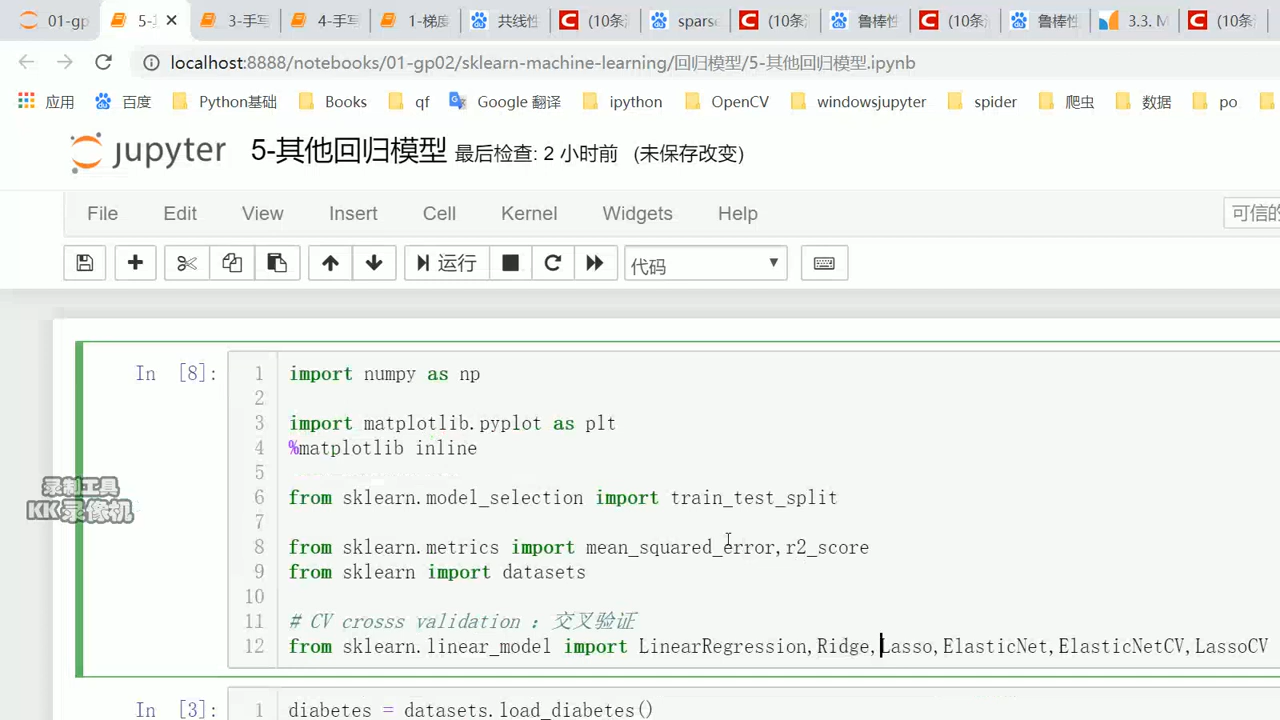 01-gp
5-
3-手写
4-手写
1-梯度
共线性
(10条
spars
(10条
鲁棒性
(10条
鲁棒性
3.3. M
(10条
localhost:8888/notebooks/01-gp02/sklearn-machine-learning/回归模型/5-其他回归模型.ipynb
应用
百度
Python基础
Books
qf
Google 翻译
ipython
OpenCV
windowsjupyter
spider
爬虫
数据
po
jupyter
5-其他回归模型 最后检查: 2 小时前 (未保存改变)
File
Edit
View
Insert
Cell
Kernel
Widgets
Help
可信的
运行
代码
In [8]:
1 import numpy as np
2
3 import matplotlib.pyplot as plt
4 %matplotlib inline
5
6 from sklearn.model_selection import train_test_split
7
8 from sklearn.metrics import mean_squared_error,r2_score
9 from sklearn import datasets
10
11 # CV crosss validation : 交叉验证
12 from sklearn.linear_model import LinearRegression,Ridge,Lasso,ElasticNet,ElasticNetCV,LassoCV
录制工具
KK录像机
In [3]:
1 diabetes = datasets.load_diabetes()